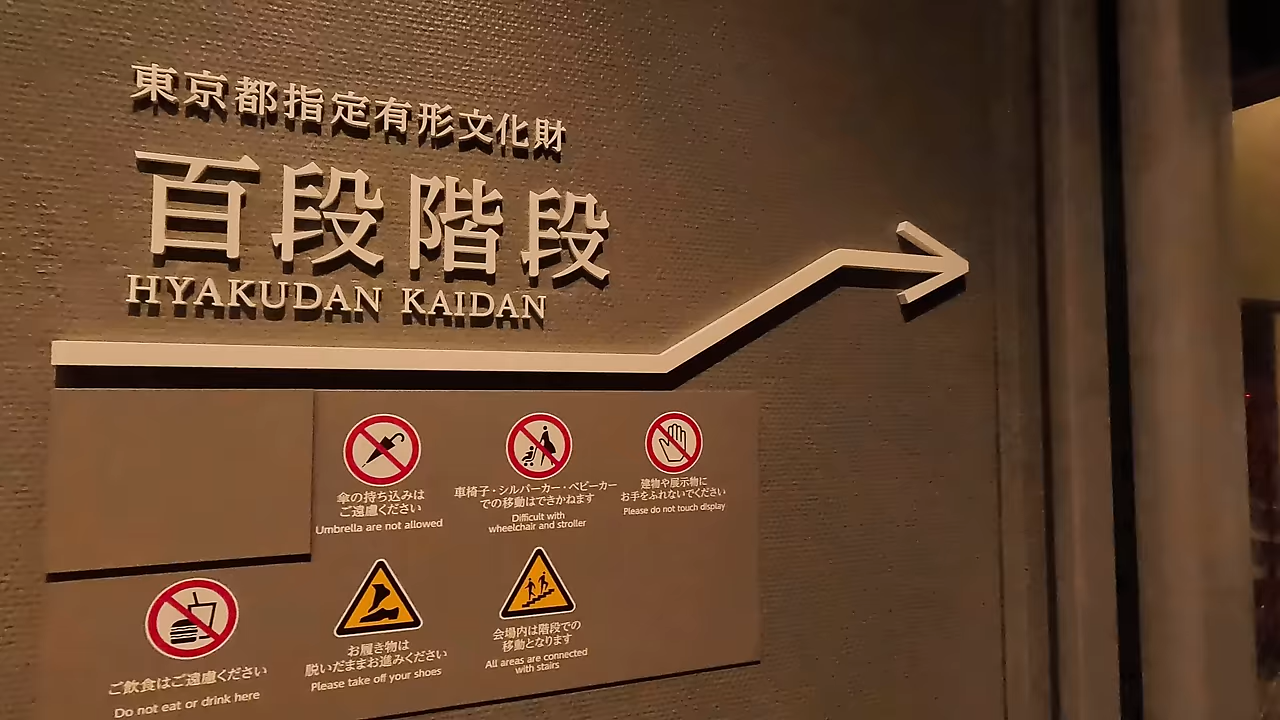 東京都指定有形文化財
百段階段
HYAKUDAN KAIDAN
傘の持ち込みは
ご遠慮ください
Umbrella are not allowed
車椅子・シルバーカー・ベビーカー
での移動はできかねます
Difficult with
wheelchair and stroller
建物や展示物に
お手をふれないでください
Please do not touch display
ご飲食はご遠慮ください
Do not eat or drink here
お履き物は
脱いだままお進みください
Please take off your shoes
会場内は階段での
移動となります
All areas are connected
with stairs